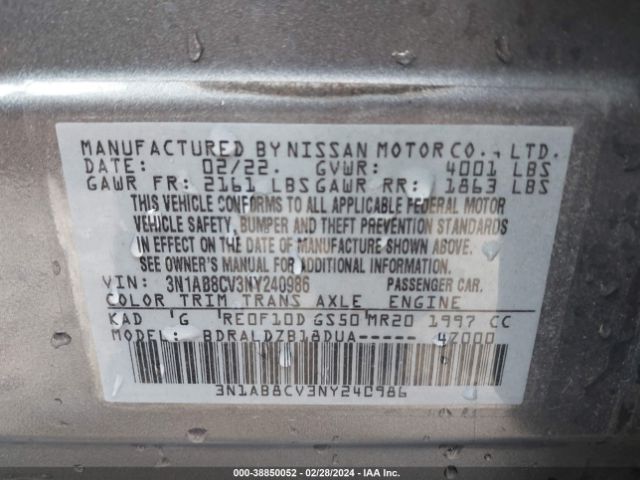 MANUFACTURED BY NISSAN MOTOR CO., LTD.
DATE: 02/22. GVWR: 4001 LBS
GAWR FR: 2161 LBS GAWR RR: 1863 LBS
THIS VEHICLE CONFORMS TO ALL APPLICABLE FEDERAL MOTOR
VEHICLE SAFETY, BUMPER AND THEFT PREVENTION STANDARDS
IN EFFECT ON THE DATE OF MANUFACTURE SHOWN ABOVE.
SEE OWNER'S MANUAL FOR ADDITIONAL INFORMATION.
VIN: 3N1AB8CV3NY240986 PASSENGER CAR.
COLOR TRIM TRANS AXLE ENGINE
KAD G RE0F10D GS50 MR20 1997 CC
MDR: BDRALDZB18DUA----- 47000
3N1AB8CV3NY240986
000-38850052 - 02/28/2024 - IAA Inc.